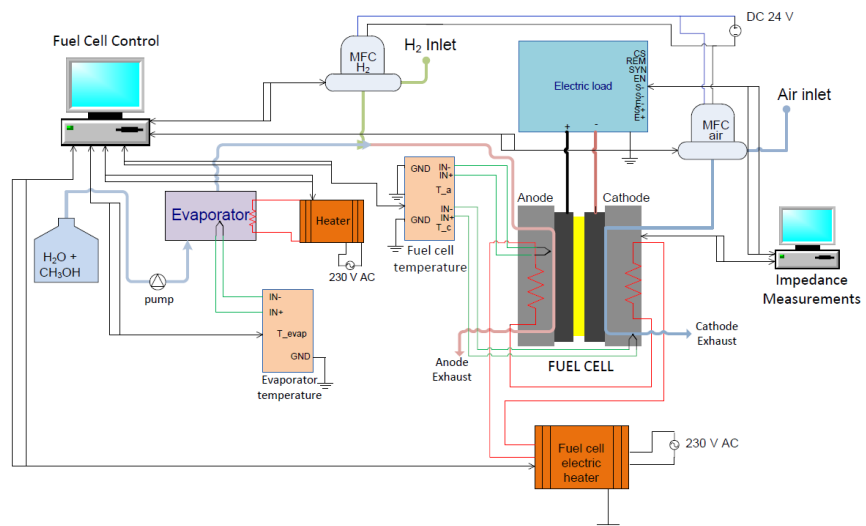 Fuel Cell Control
MFC
H2
H2 Inlet
DC 24 V
Electric load
CS
REM
SYN
EN
S-
S-
+
-
Air inlet
MFC
air
Evaporator
Heater
230 V AC
GND
IN-
IN+
T_a
IN-
GND
IN+
T_c
Fuel cell
temperature
Anode
Cathode
H2O +
CH3OH
pump
IN-
IN+
T_evap
GND
Evaporator
temperature
Impedance
Measurements
Anode
Exhaust
FUEL CELL
Cathode
Exhaust
Fuel cell
electric
heater
230 V AC